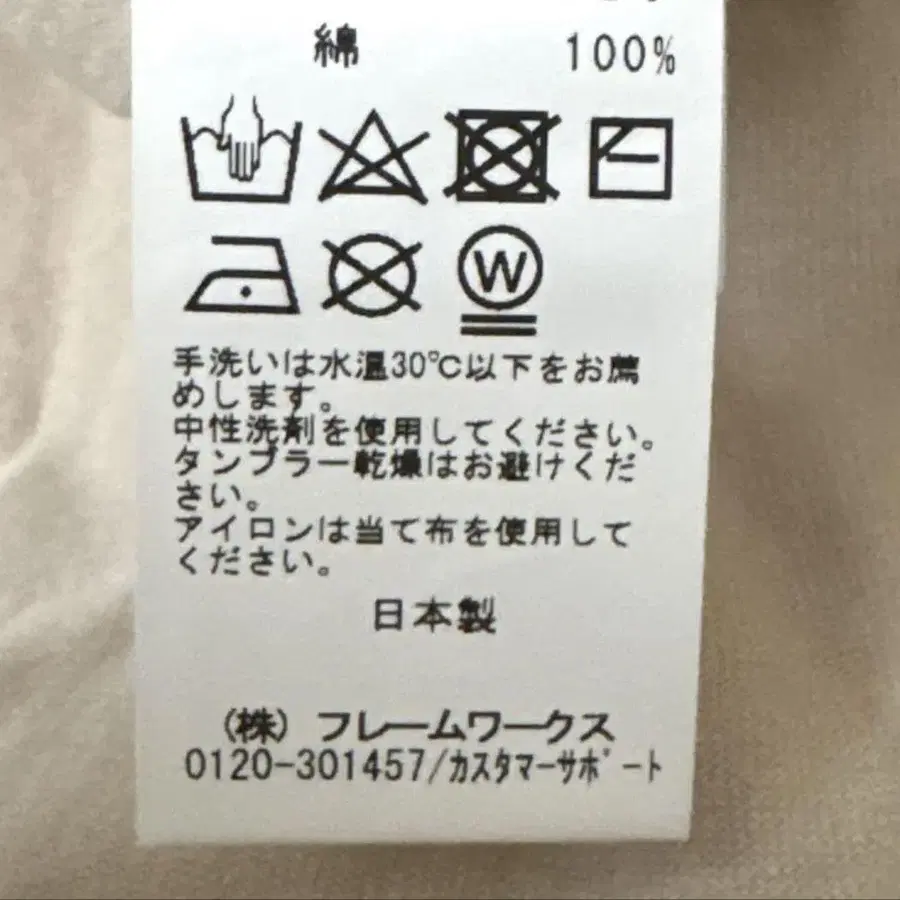 綿 100%
W
手洗いは水温30℃以下をお薦
めします。
中性洗剤を使用してください。
タンブラー乾燥はお避けくだ
さい。
アイロンは当て布を使用して
ください。
日本製
(株) フレームワークス
0120-301457/カスタマーサポート